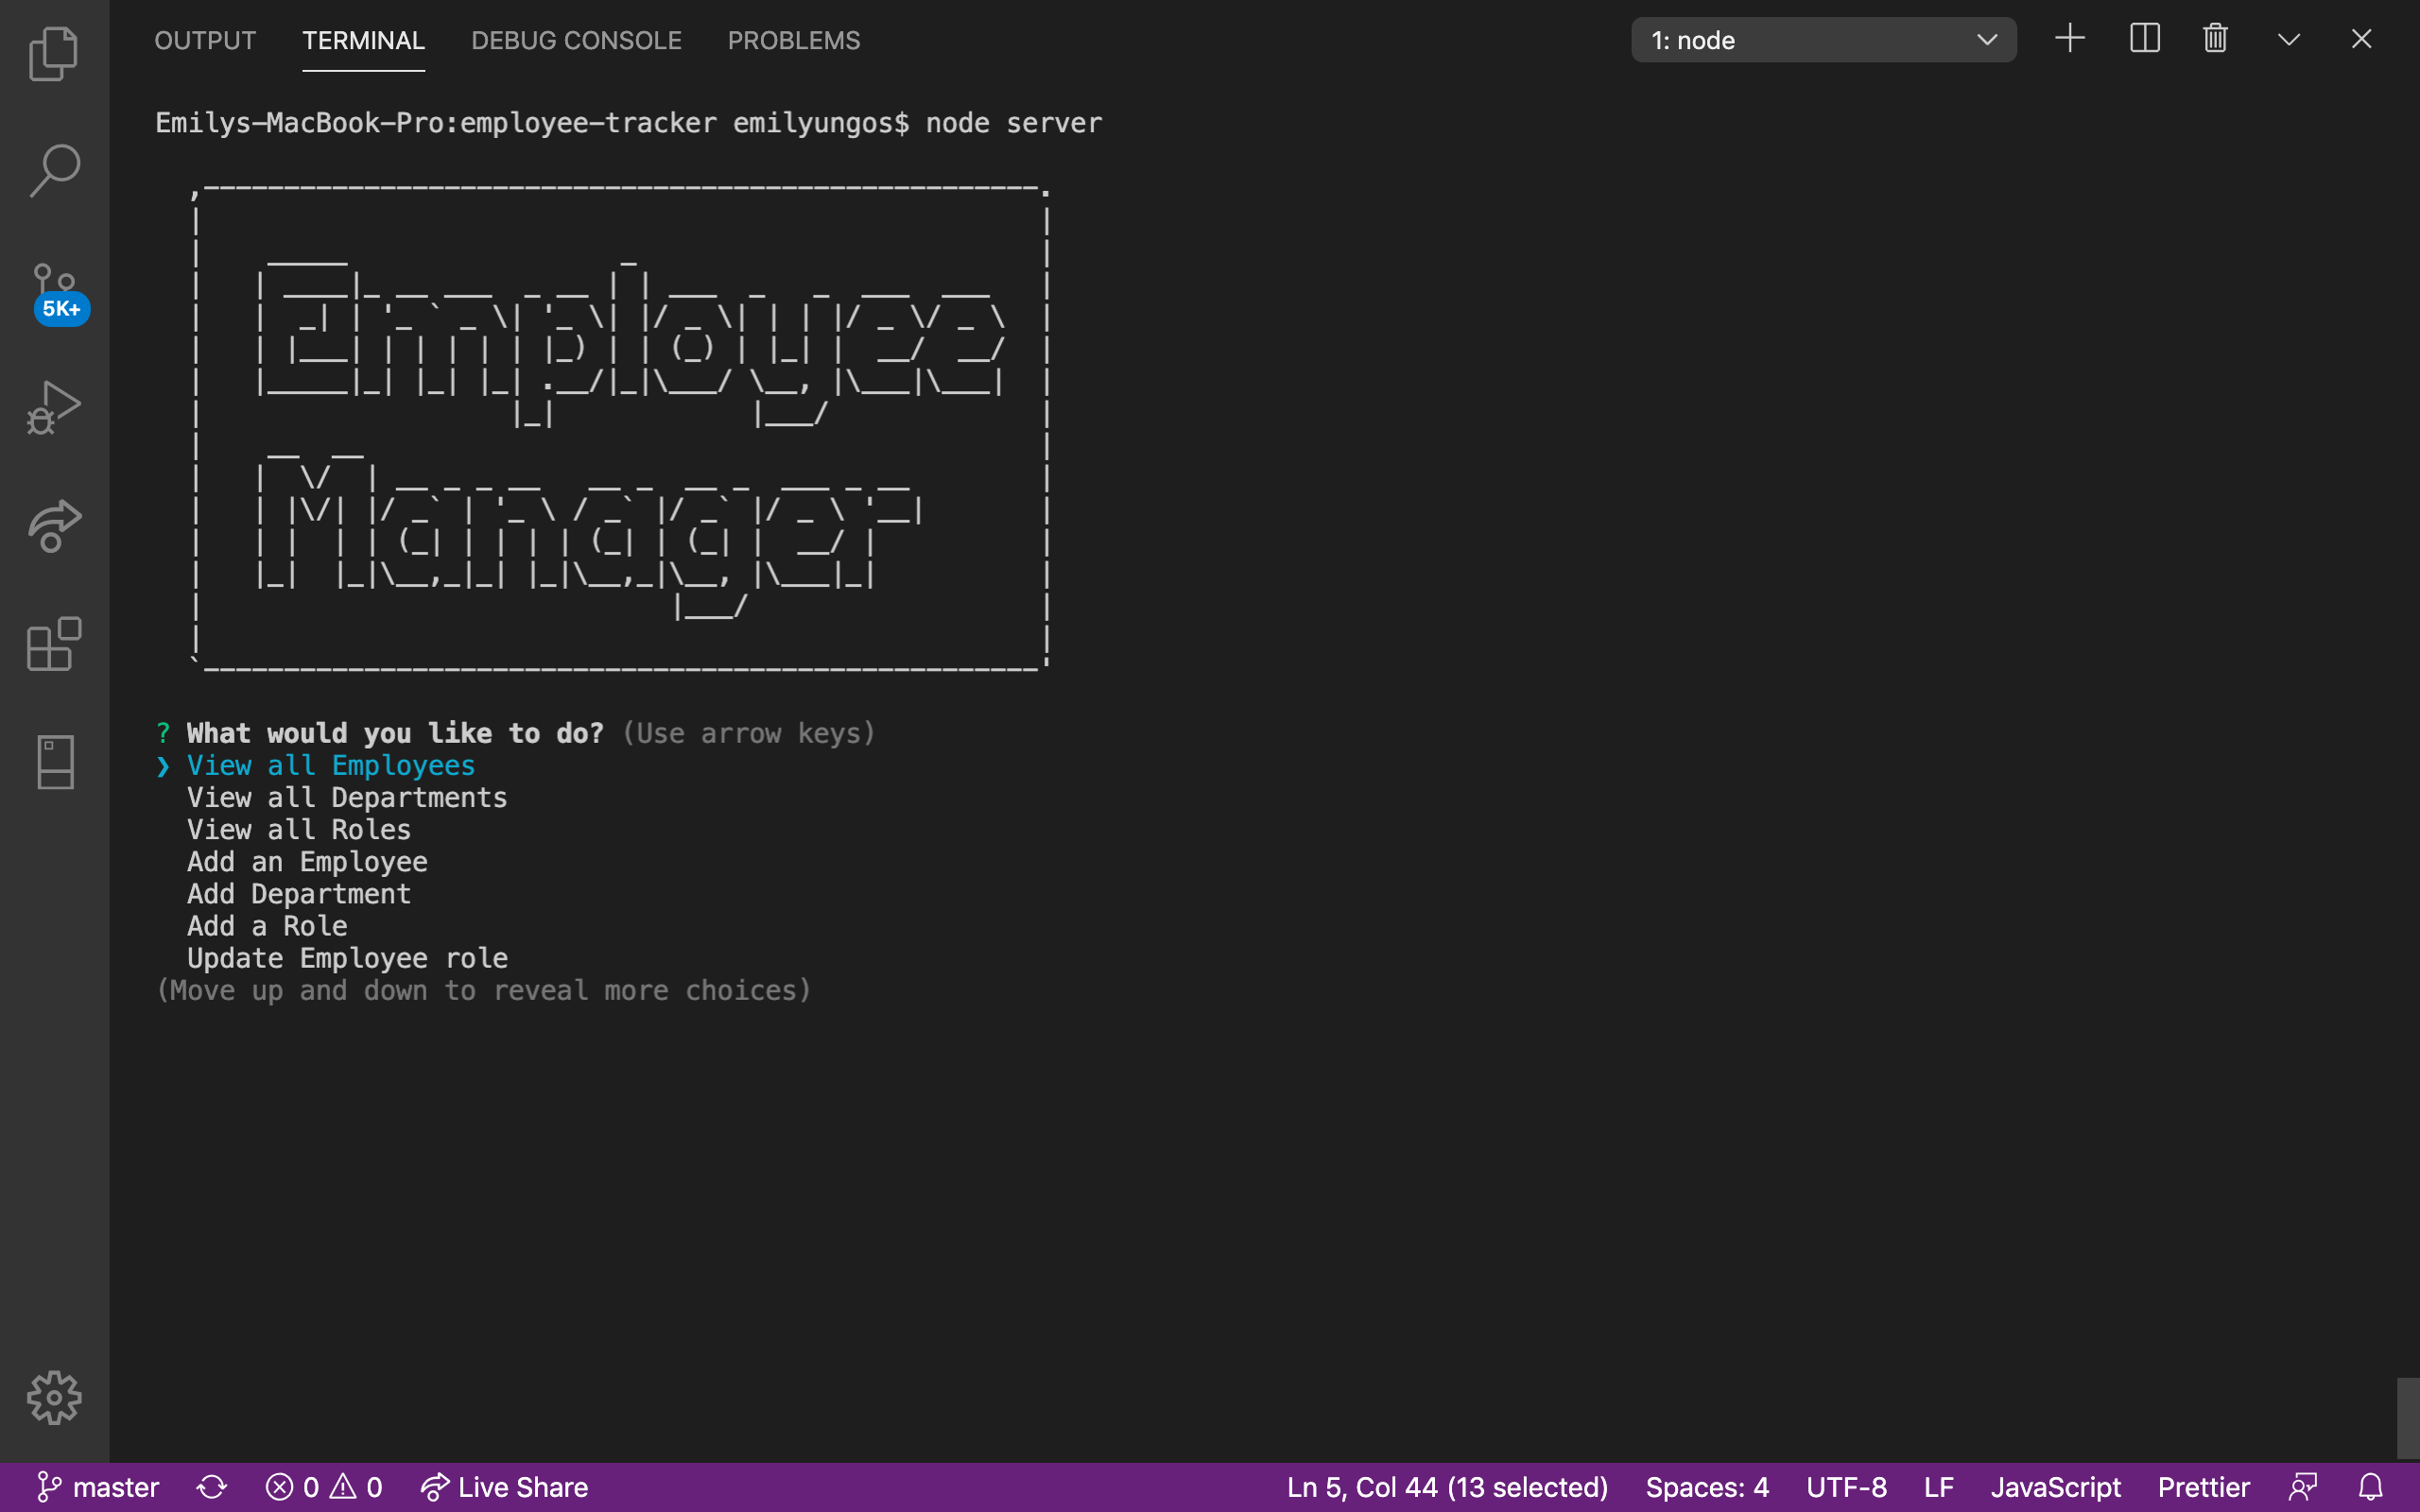 OUTPUT TERMINAL DEBUG CONSOLE PROBLEMS 1: node
Emilys-MacBook-Pro:employee-tracker emilyungos$ node server
Employee
Manager
? What would you like to do? (Use arrow keys)
❯ View all Employees
View all Departments
View all Roles
Add an Employee
Add Department
Add a Role
Update Employee role
(Move up and down to reveal more choices)
5K+
master 0 0 Live Share Ln 5, Col 44 (13 selected) Spaces: 4 UTF-8 LF JavaScript Prettier